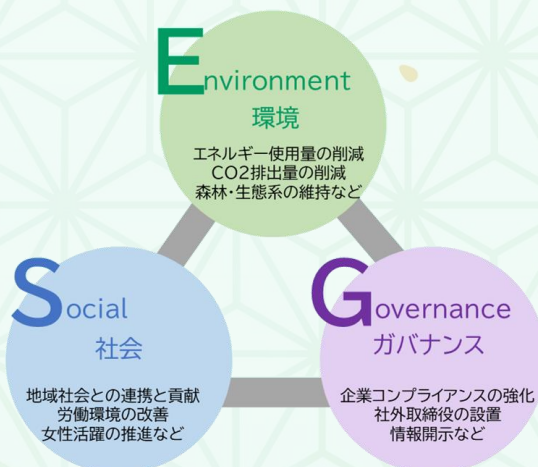 Environment
環境
エネルギー使用量の削減
CO2排出量の削減
森林・生態系の維持など
Social
社会
地域社会との連携と貢献
労働環境の改善
女性活躍の推進など
Governance
ガバナンス
企業コンプライアンスの強化
社外取締役の設置
情報開示など